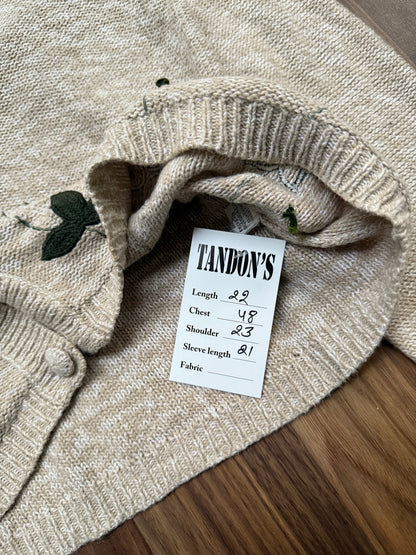 TANDON'S
Length 22
Chest 48
Shoulder 23
Sleeve length 21
Fabric